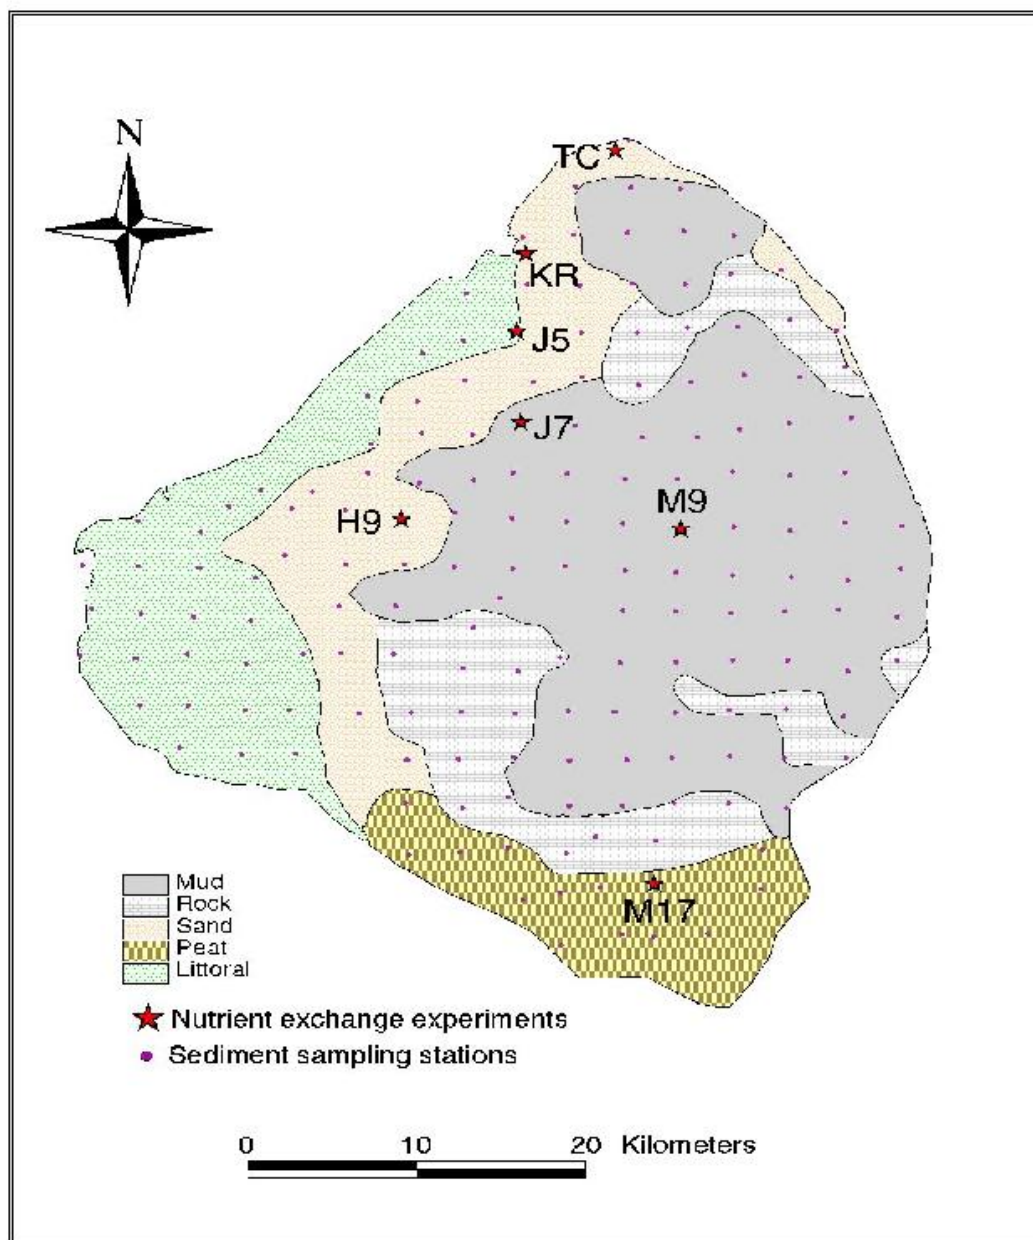 N
TC
KR
J5
J7
H9
M9
M17
Mud
Rock
Sand
Peat
Littoral
Nutrient exchange experiments
Sediment sampling stations
0 10 20 Kilometers